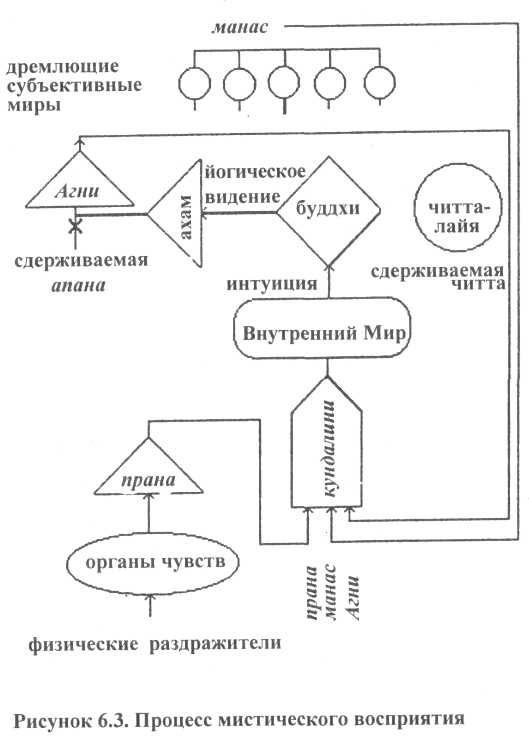 манас
дремлющие
субъективные
миры
Агни
ахам
йогическое
видение
буддхи
читта-
лайя
сдерживаемая
апана
интуиция
сдерживаемая
читта
Внутренний Мир
прана
кундалини
органы чувств
прана
манас
Агни
физические раздражители
Рисунок 6.3. Процесс мистического восприятия